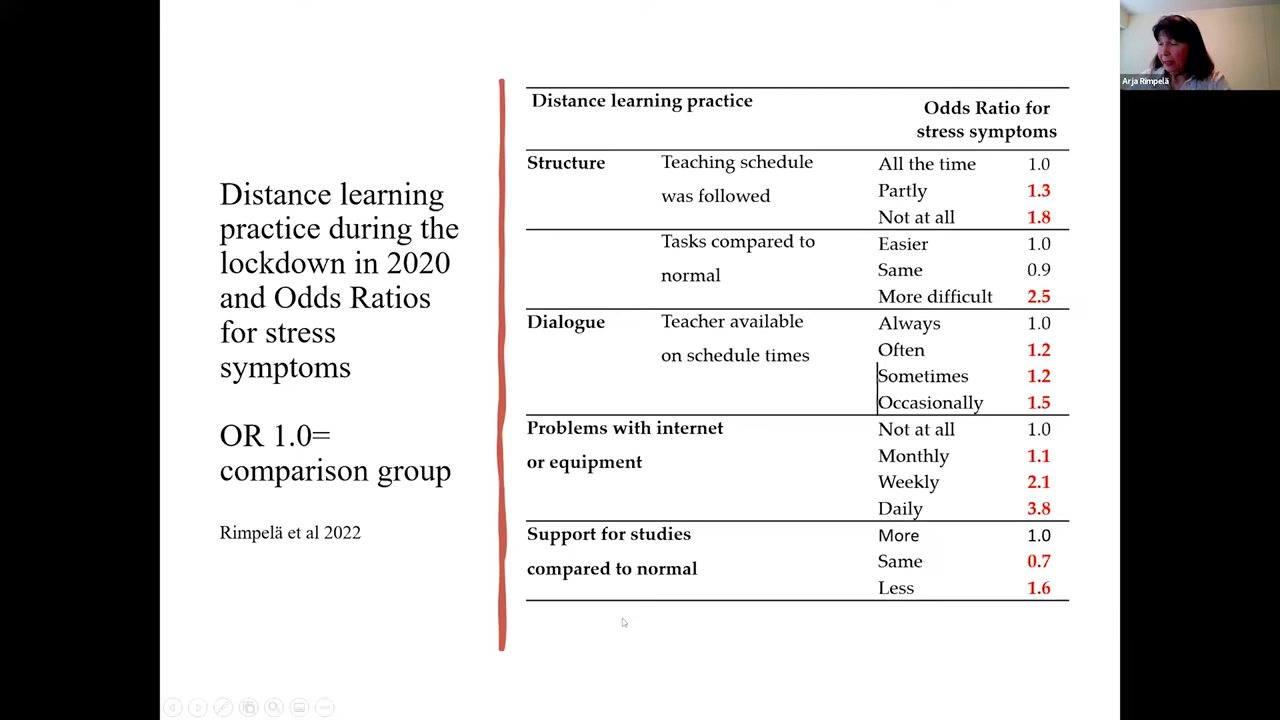 Distance learning
practice during the
lockdown in 2020
and Odds Ratios
for stress
symptoms
OR 1.0=
comparison group
Rimpelä et al 2022
Distance learning practice
Odds Ratio for
stress symptoms
Structure
Teaching schedule
was followed
All the time 1.0
Partly 1.3
Not at all 1.8
Tasks compared to
normal
Easier 1.0
Same 0.9
More difficult 2.5
Dialogue
Teacher available
on schedule times
Always 1.0
Often 1.2
Sometimes 1.2
Occasionally 1.5
Problems with internet
or equipment
Not at all 1.0
Monthly 1.1
Weekly 2.1
Daily 3.8
Support for studies
compared to normal
More 1.0
Same 0.7
Less 1.6
Arja Rimpelä